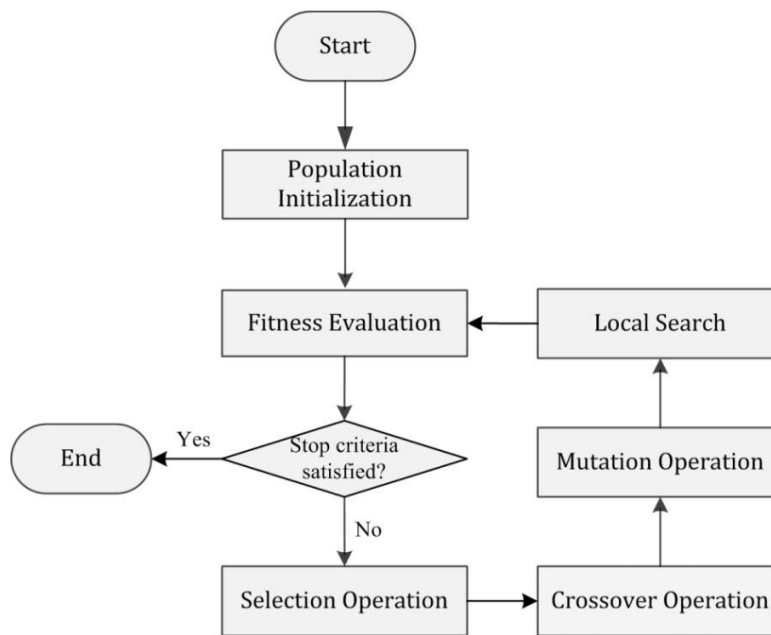 Start
Population
Initialization
Fitness Evaluation
Local Search
Yes
End
Stop criteria
satisfied?
Mutation Operation
No
Selection Operation
Crossover Operation